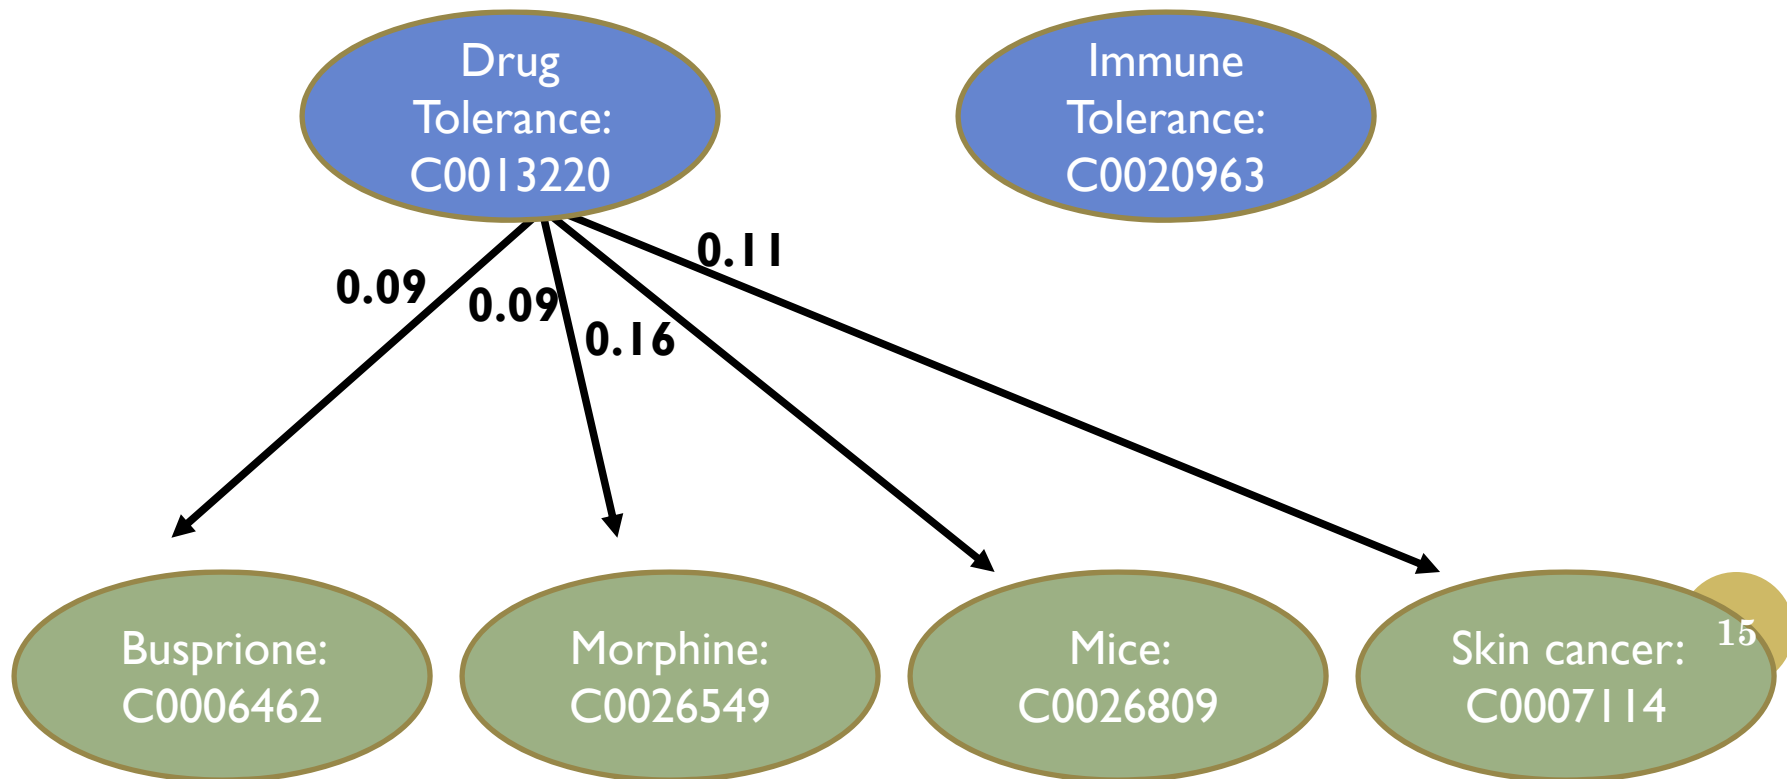 Drug
Tolerance:
C0013220
Immune
Tolerance:
C0020963
0.09
0.09
0.16
0.11
Busprione:
C0006462
Morphine:
C0026549
Mice:
C0026809
Skin cancer:
C0007114
15